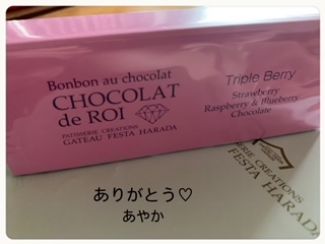 Bonbon au chocolat
CHOCOLAT
de ROI
PATISSERIE CREATIONS
GATEAU FESTA HARADA
Triple Berry
Strawberry
Raspberry & Blueberry
Chocolate
ありがとう♡
あやか
CREATIONS
FESTA HARADA